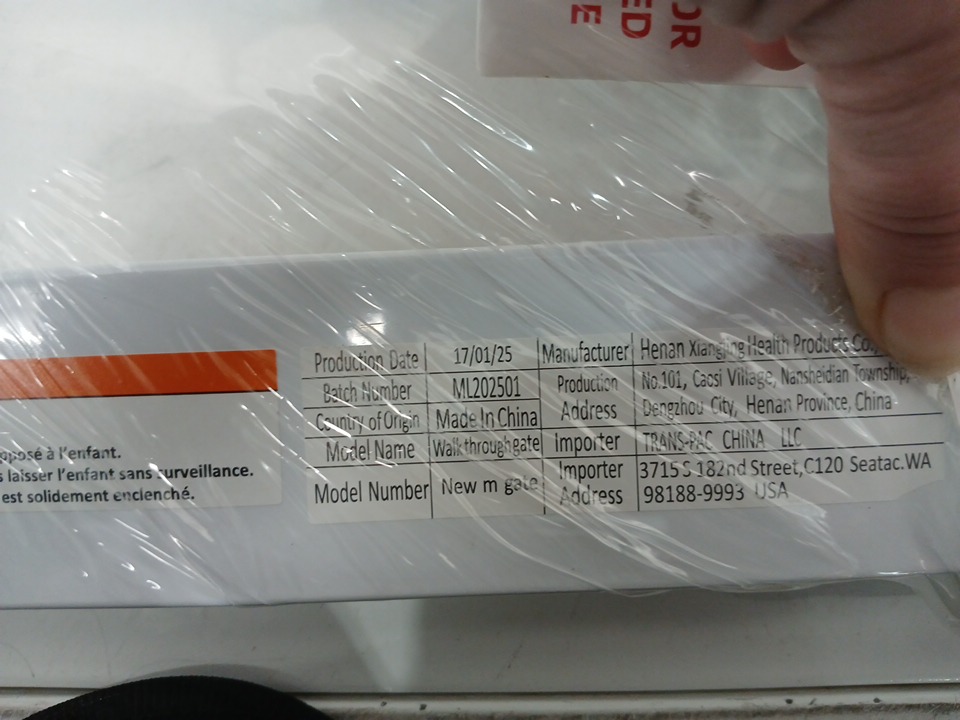 OR
ED
E
pposé à l'enfant.
s laisser l'enfant sans surveillance.
est solidement enclenché.
Production Date 17/01/25
Batch Number ML202501
Country of Origin Made In China
Model Name Walk through gate
Model Number New m gate
Manufacturer Henan Xiangjing Health Products Co.,
Production Address No.101, Caosi Village, Nansheidian Township,
Dengzhou City, Henan Province, China
Importer TRANS-PAC CHINA LLC
Importer Address 3715 S 182nd Street, C120 Seatac.WA
98188-9993 USA